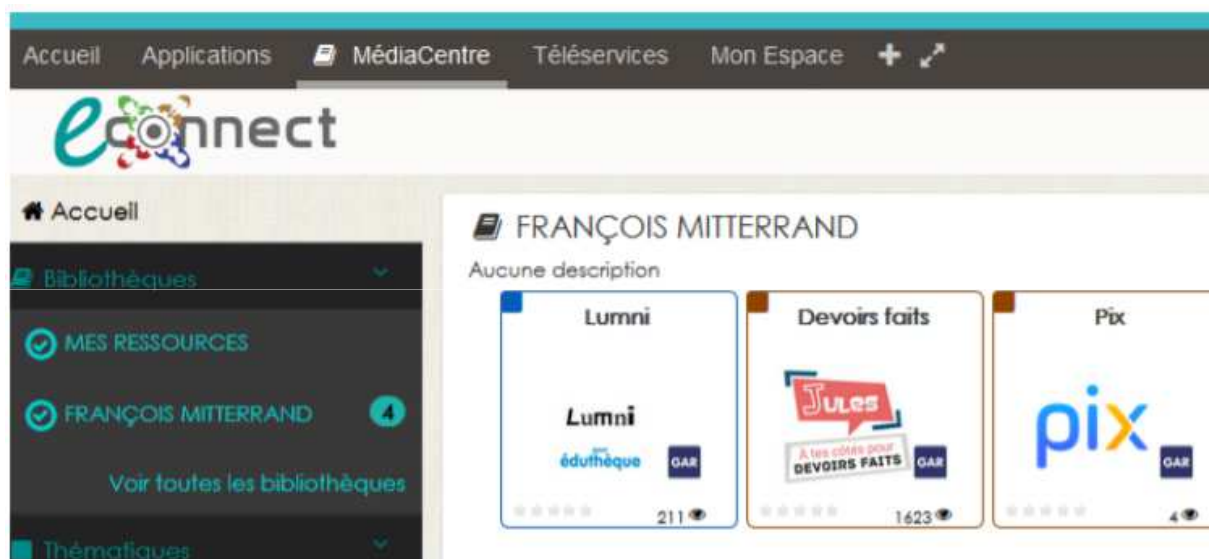 Accueil Applications MédiaCentre Téléservices Mon Espace
econnect
Accueil
Bibliothèques
MES RESSOURCES
FRANÇOIS MITTERRAND 4
Voir toutes les bibliothèques
Thématiques
FRANÇOIS MITTERRAND
Aucune description
Lumni
Lumni
éduthèque
GAR
211
Devoirs faits
JULES
A tes côtés pour
DEVOIRS FAITS
GAR
1623
Pix
pix
GAR
4